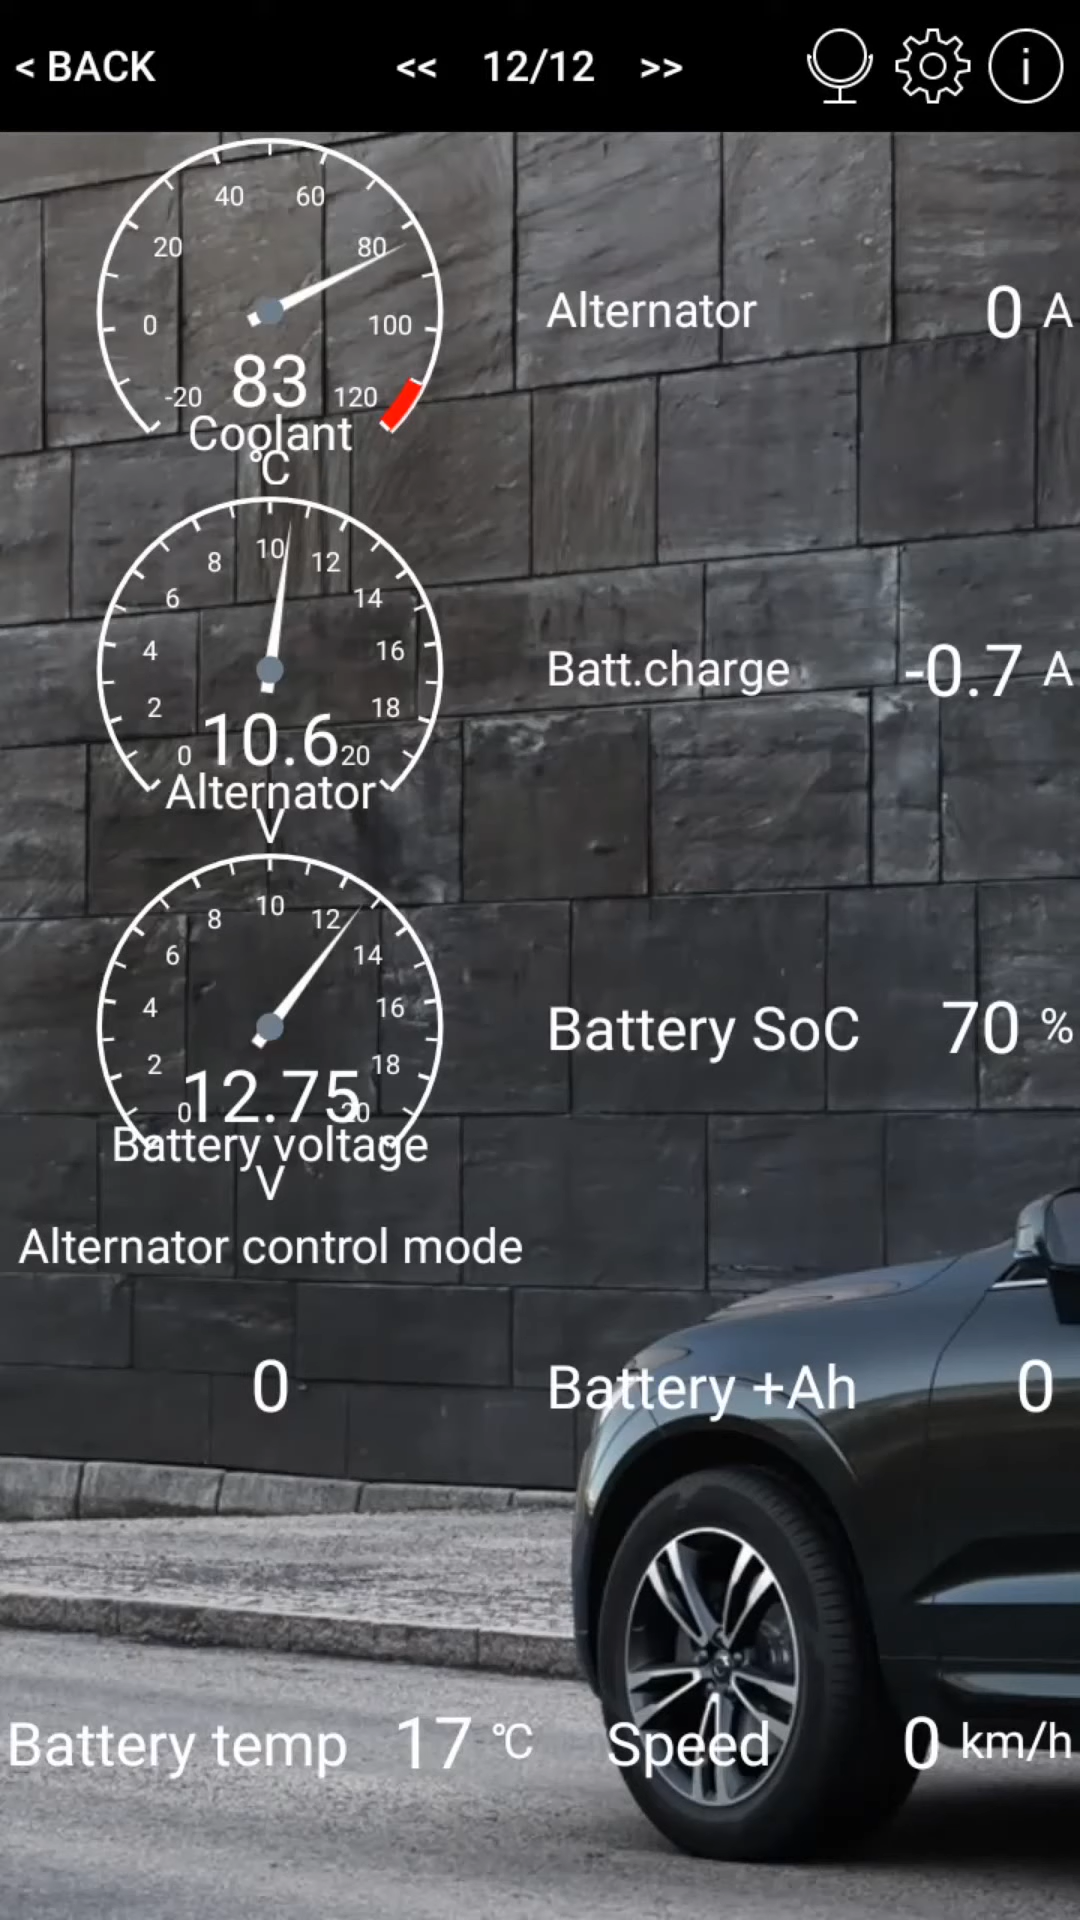 < BACK << 12/12 >> i
-20 0 20 40 60 80 100 120
83
Coolant
°C
Alternator 0 A
0 2 4 6 8 10 12 14 16 18 20
10.6
Alternator
V
Batt.charge -0.7 A
0 2 4 6 8 10 12 14 16 18 20
12.75
Battery voltage
V
Battery SoC 70 %
Alternator control mode
0
Battery +Ah 0
Battery temp 17 °C
Speed 0 km/h